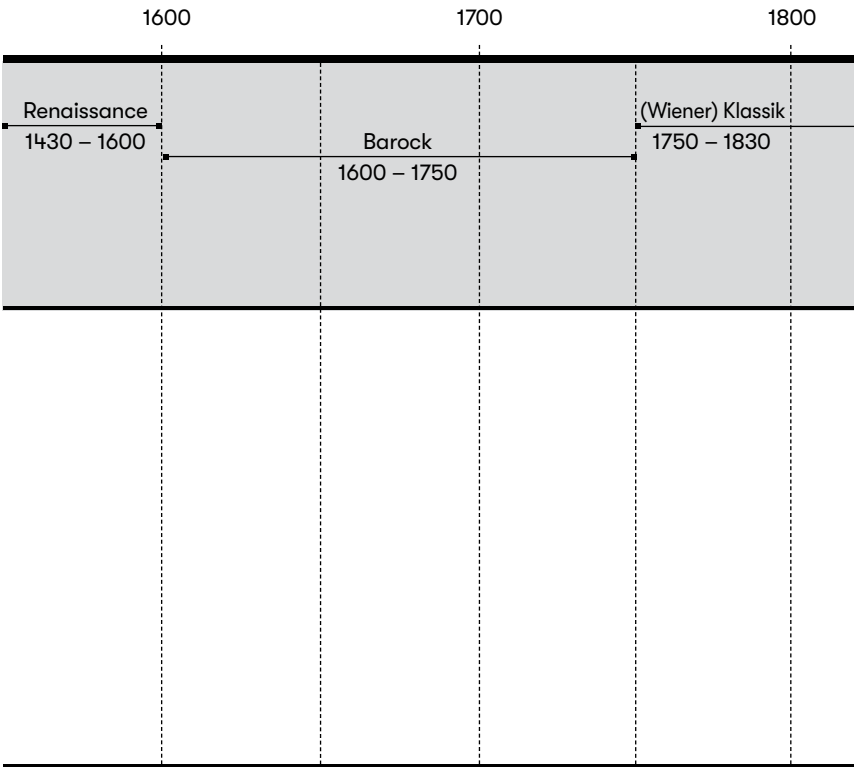 1600 1700 1800
Renaissance
1430 – 1600
Barock
1600 – 1750
(Wiener) Klassik
1750 – 1830